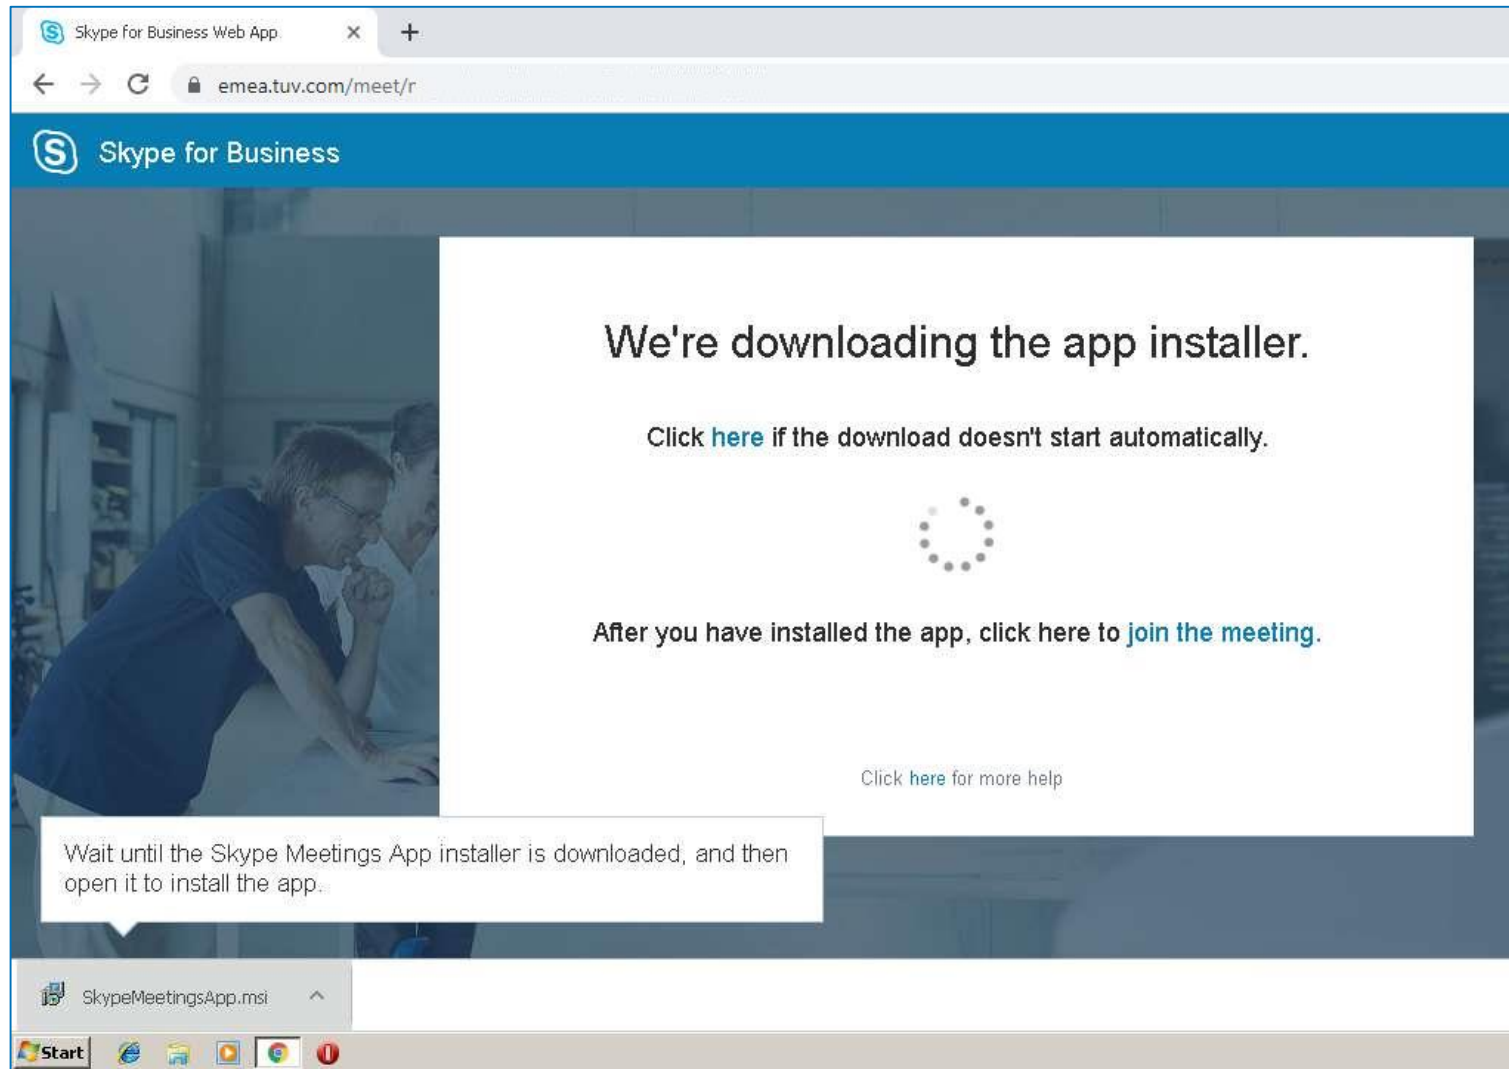 Skype for Business Web App
emea.tuv.com/meet/r
Skype for Business
We're downloading the app installer.
Click here if the download doesn't start automatically.
After you have installed the app, click here to join the meeting.
Click here for more help
Wait until the Skype Meetings App installer is downloaded, and then
open it to install the app.
SkypeMeetingsApp.msi
Start